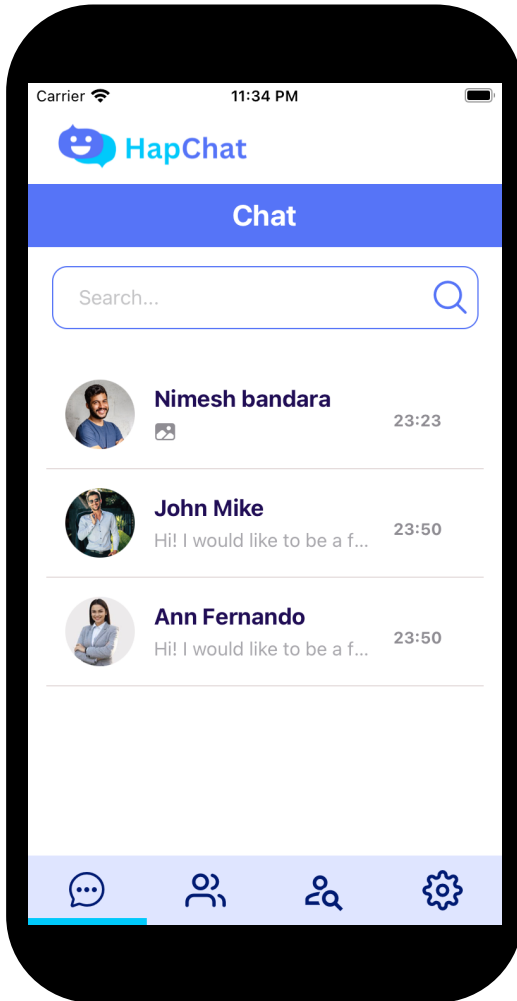 Carrier
11:34 PM
HapChat
Chat
Search...
Nimesh bandara
23:23
John Mike
Hi! I would like to be a f...
23:50
Ann Fernando
Hi! I would like to be a f...
23:50